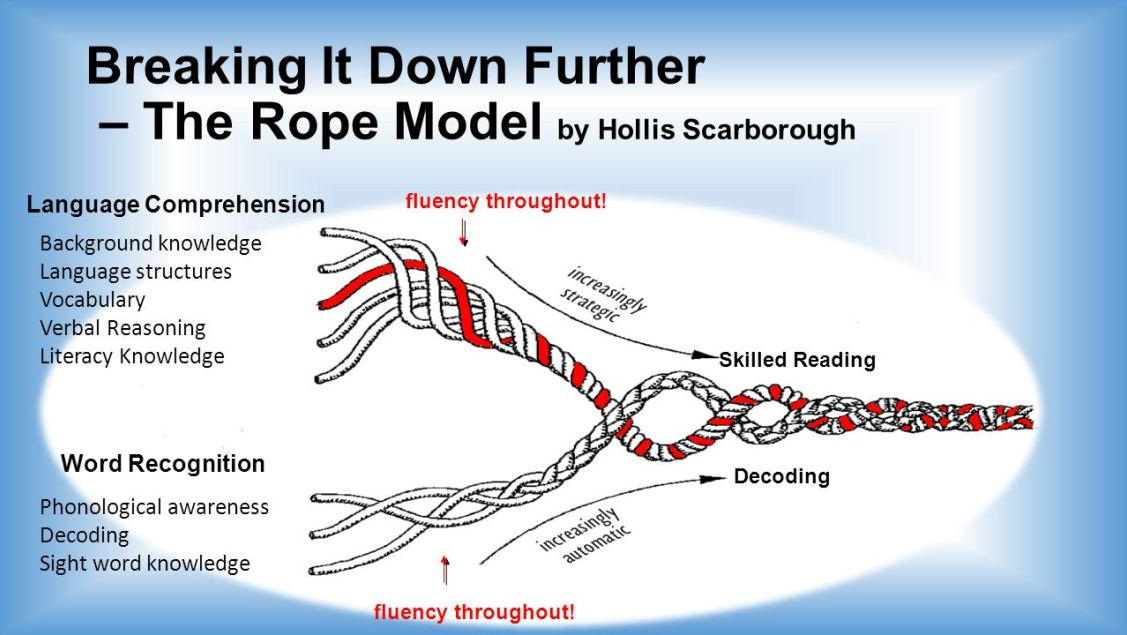 Breaking It Down Further
– The Rope Model by Hollis Scarborough
Language Comprehension
Background knowledge
Language structures
Vocabulary
Verbal Reasoning
Literacy Knowledge
fluency throughout!
increasingly
strategic
Skilled Reading
Word Recognition
Phonological awareness
Decoding
Sight word knowledge
Decoding
increasingly
automatic
fluency throughout!